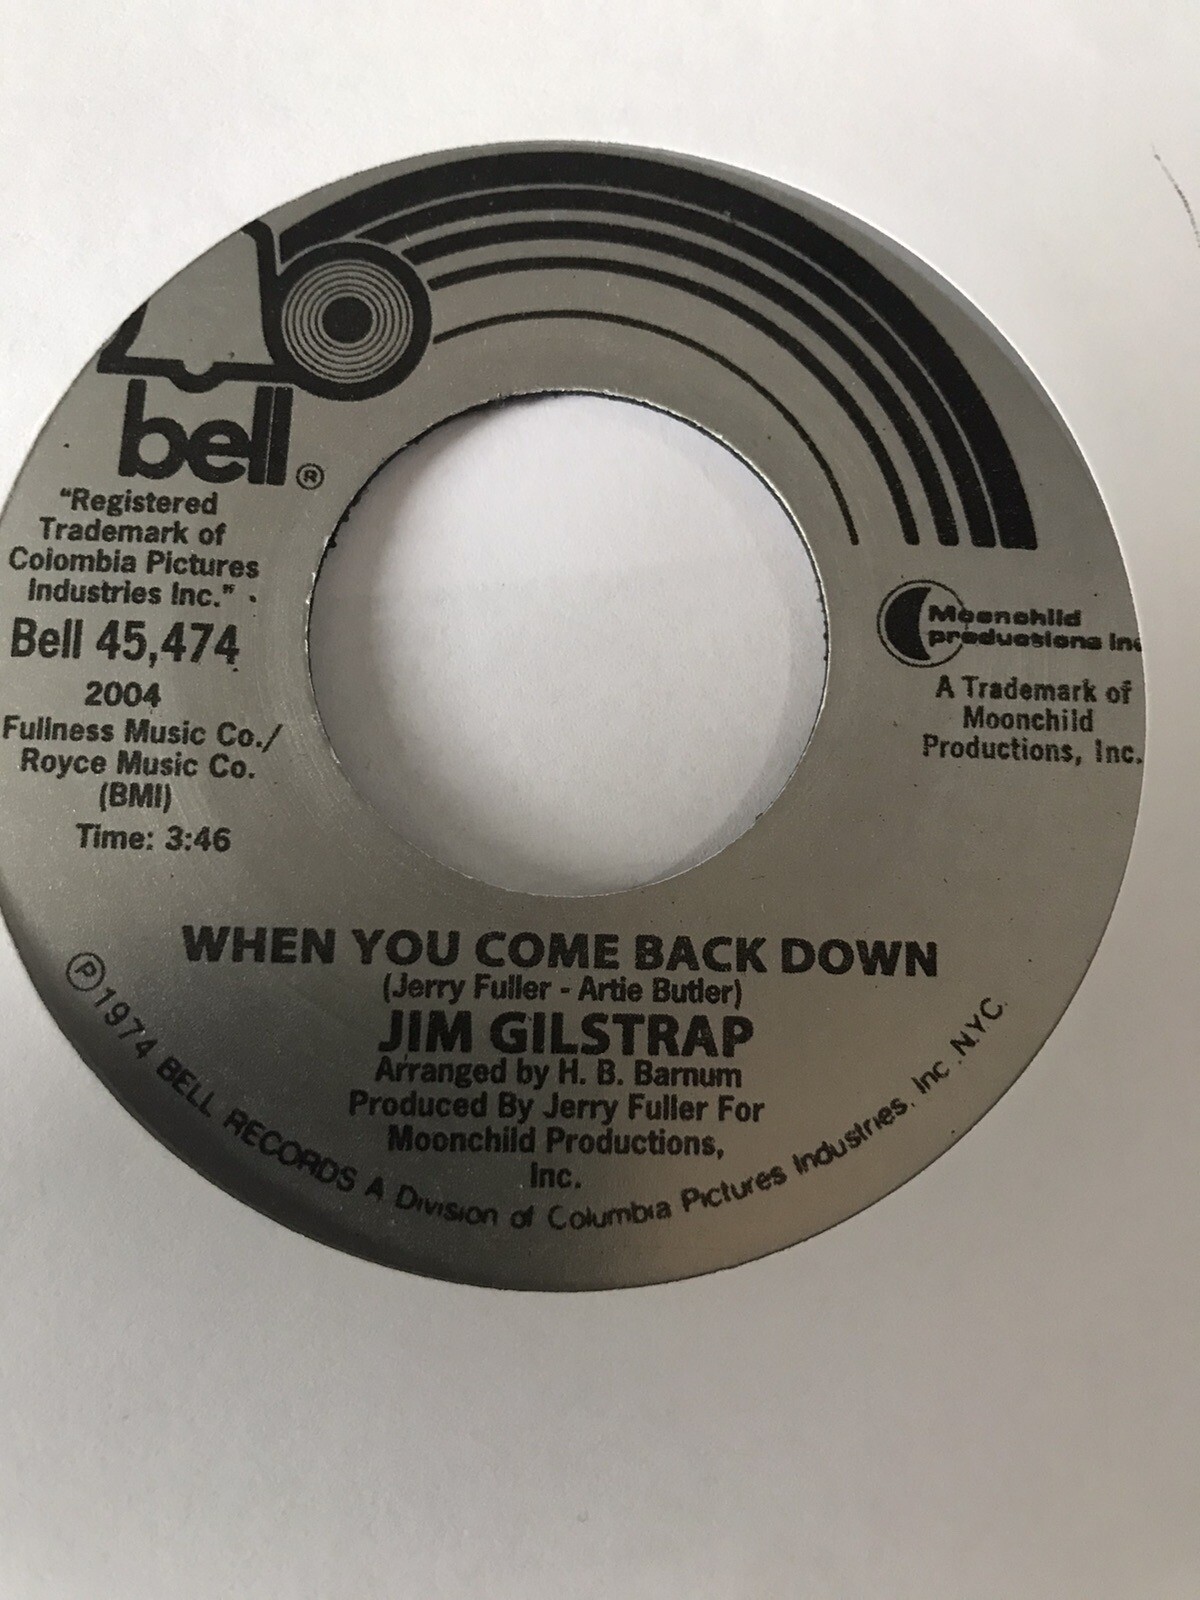 bell®
"Registered
Trademark of
Colombia Pictures
Industries Inc."
Bell 45,474
2004
Fullness Music Co./
Royce Music Co.
(BMI)
Time: 3:46
Moonchild
productions Inc
A Trademark of
Moonchild
Productions, Inc.
WHEN YOU COME BACK DOWN
(Jerry Fuller - Artie Butler)
JIM GILSTRAP
Arranged by H. B. Barnum
Produced By Jerry Fuller For
Moonchild Productions,
Inc.
℗1974 BELL RECORDS A Division of Columbia Pictures Industries, Inc. N.Y.C.